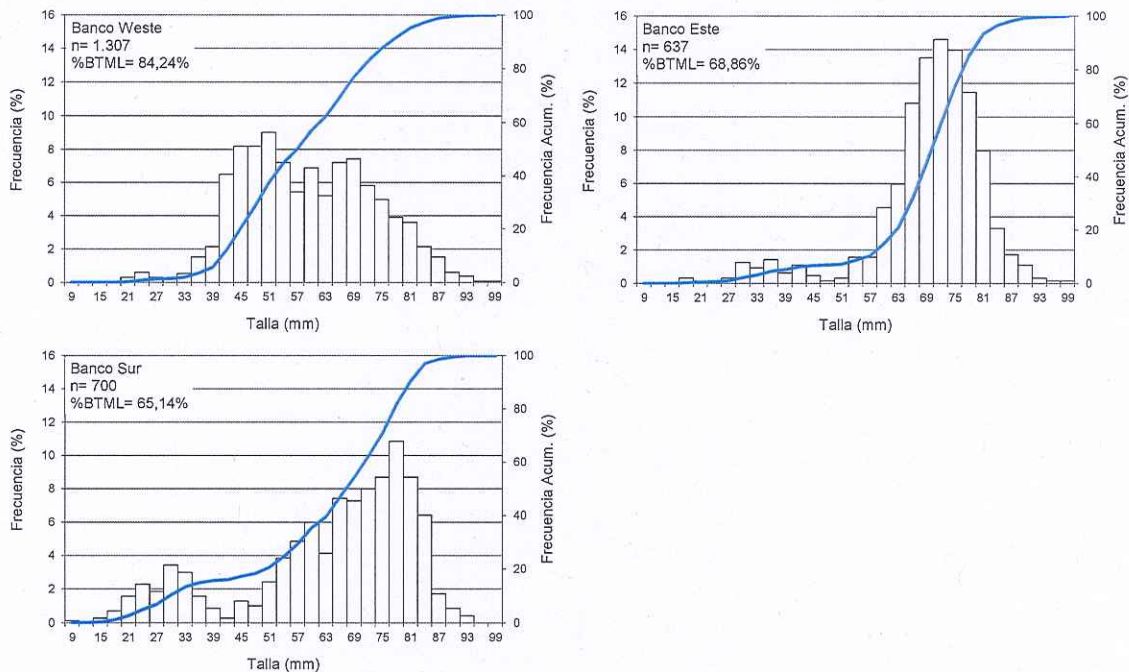 Banco Weste
n= 1.307
%BTML= 84,24%
Frecuencia (%)
16
14
12
10
8
6
4
2
0
100
80
60
40
20
0
Frecuencia Acum. (%)
9 15 21 27 33 39 45 51 57 63 69 75 81 87 93 99
Talla (mm)
Banco Este
n= 637
%BTML= 68,86%
Frecuencia (%)
16
14
12
10
8
6
4
2
0
100
80
60
40
20
0
Frecuencia Acum. (%)
9 15 21 27 33 39 45 51 57 63 69 75 81 87 93 99
Talla (mm)
Banco Sur
n= 700
%BTML= 65,14%
Frecuencia (%)
16
14
12
10
8
6
4
2
0
100
80
60
40
20
0
Frecuencia Acum. (%)
9 15 21 27 33 39 45 51 57 63 69 75 81 87 93 99
Talla (mm)